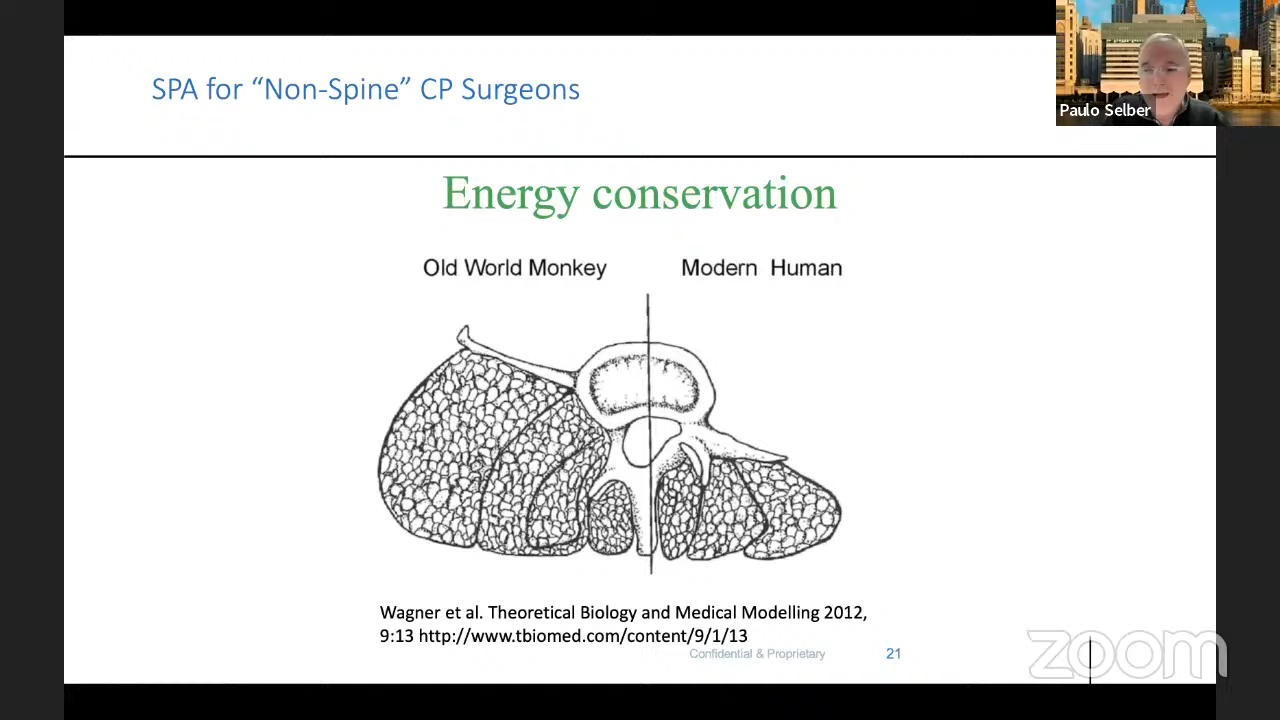 SPA for “Non-Spine” CP Surgeons
Paulo Selber
Energy conservation
Old World Monkey
Modern Human
Wagner et al. Theoretical Biology and Medical Modelling 2012,
9:13 http://www.tbiomed.com/content/9/1/13
Confidential & Proprietary
21
zoom